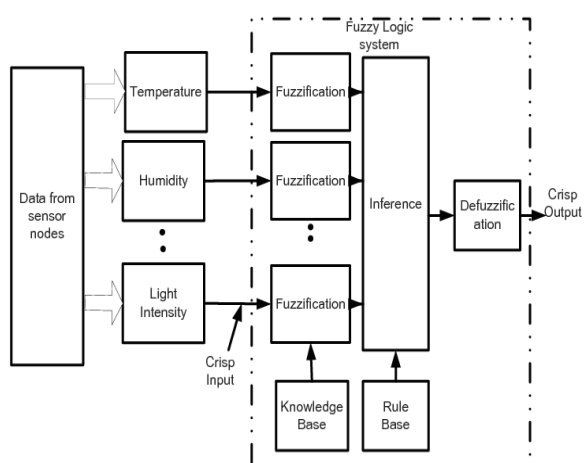 Fuzzy Logic
system
Temperature
Fuzzification
Humidity
Fuzzification
Data from
sensor
nodes
Inference
Defuzzific
ation
Crisp
Output
Light
Intensity
Fuzzification
Crisp
Input
Knowledge
Base
Rule
Base